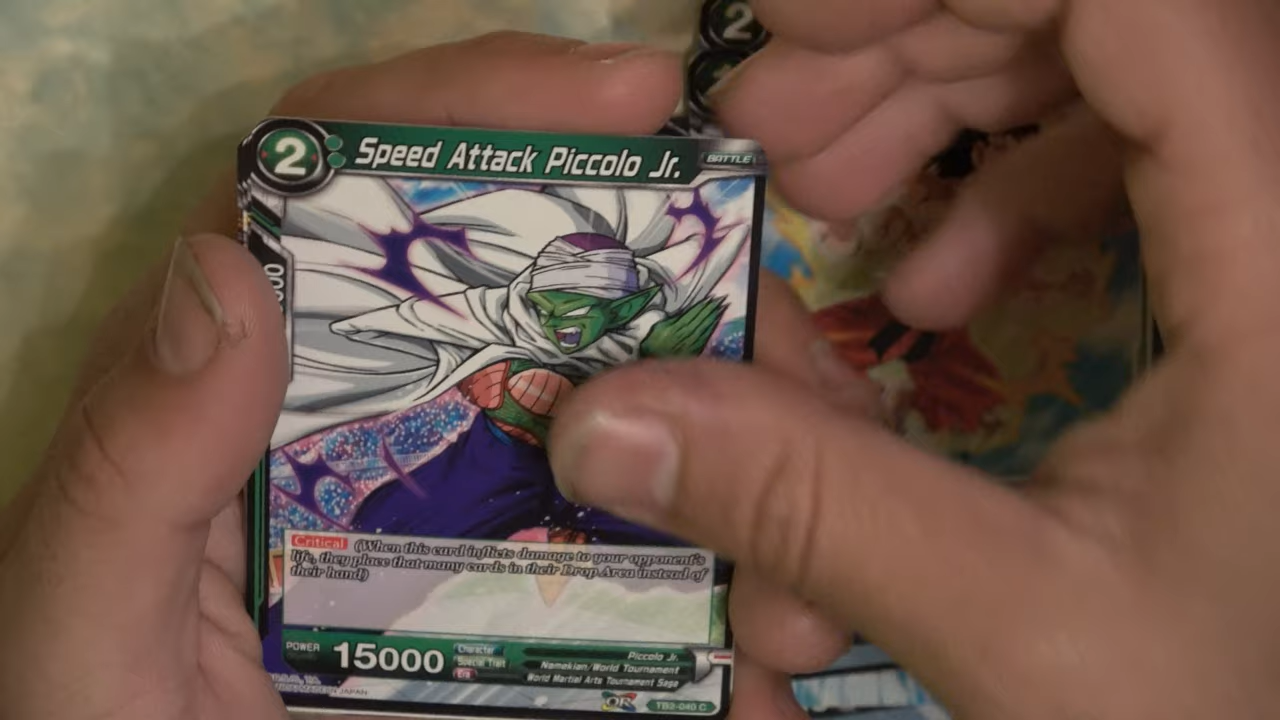 2
2
Speed Attack Piccolo Jr.
BATTLE
Critical (When this card inflicts damage to your opponent's
life, they place that many cards in their Drop Area instead of
their hand)
POWER
15000
Character
Piccolo Jr.
Special Trait
Namekian/World Tournament
Era
World Martial Arts Tournament Saga
JAPAN
TB2-040 C